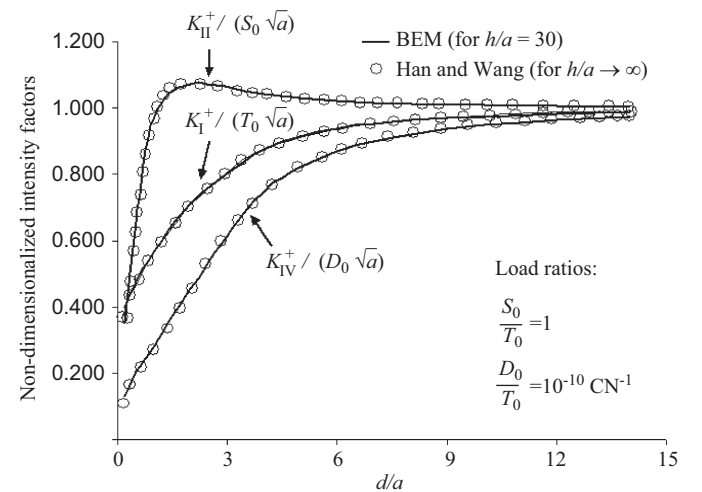 1.200
1.000
0.800
0.600
0.400
0.200
Non-dimensionalized intensity factors
K_II^+ / (S_0 √a)
BEM (for h/a = 30)
Han and Wang (for h/a → ∞)
K_I^+ / (T_0 √a)
K_IV^+ / (D_0 √a)
Load ratios:
S_0/T_0 =1
D_0/T_0 =10^-10 CN^-1
0 3 6 9 12 15
d/a